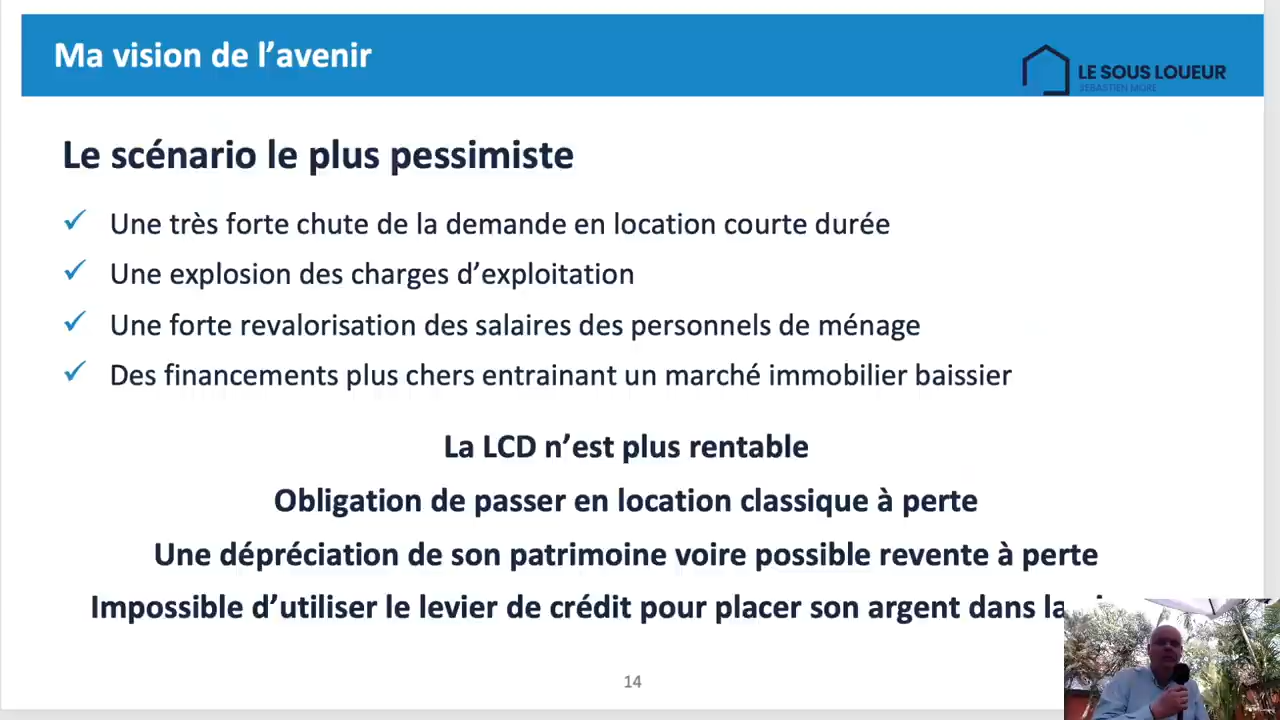 Ma vision de l’avenir
LE SOUS LOUEUR
SEBASTIEN MORE
Le scénario le plus pessimiste
✓ Une très forte chute de la demande en location courte durée
✓ Une explosion des charges d’exploitation
✓ Une forte revalorisation des salaires des personnels de ménage
✓ Des financements plus chers entrainant un marché immobilier baissier
La LCD n’est plus rentable
Obligation de passer en location classique à perte
Une dépréciation de son patrimoine voire possible revente à perte
Impossible d’utiliser le levier de crédit pour placer son argent dans la
14